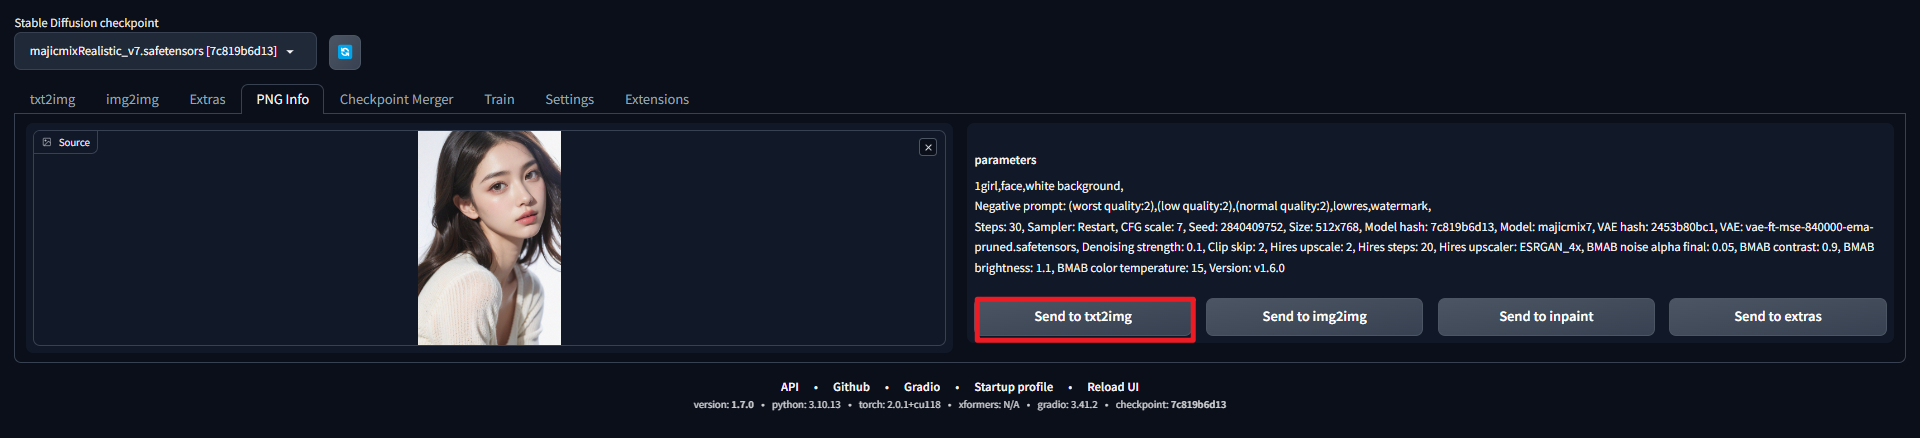 Stable Diffusion checkpoint
majicmixRealistic_v7.safetensors [7c819b6d13]
txt2img img2img Extras PNG Info Checkpoint Merger Train Settings Extensions
Source
parameters
1girl,face,white background,
Negative prompt: (worst quality:2),(low quality:2),(normal quality:2),lowres,watermark,
Steps: 30, Sampler: Restart, CFG scale: 7, Seed: 2840409752, Size: 512x768, Model hash: 7c819b6d13, Model: majicmix7, VAE hash: 2453b80bc1, VAE: vae-ft-mse-840000-ema-
pruned.safetensors, Denoising strength: 0.1, Clip skip: 2, Hires upscale: 2, Hires steps: 20, Hires upscaler: ESRGAN_4x, BMAB noise alpha final: 0.05, BMAB contrast: 0.9, BMAB
brightness: 1.1, BMAB color temperature: 15, Version: v1.6.0
Send to txt2img Send to img2img Send to inpaint Send to extras
API • Github • Gradio • Startup profile • Reload UI
version: 1.7.0 • python: 3.10.13 • torch: 2.0.1+cu118 • xformers: N/A • gradio: 3.41.2 • checkpoint: 7c819b6d13